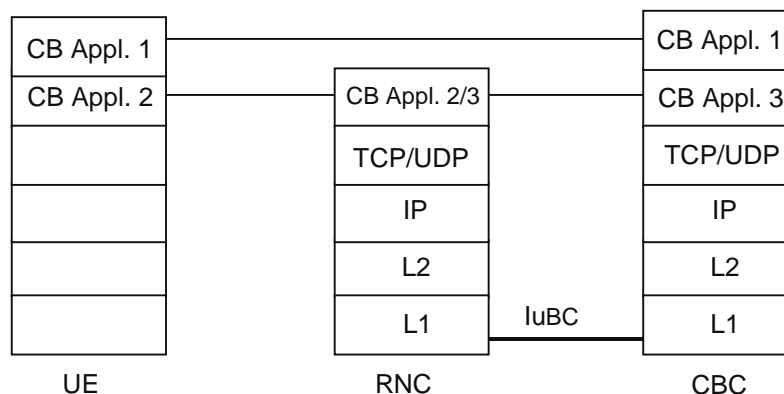 CB Appl. 1
CB Appl. 1
CB Appl. 2
CB Appl. 2/3
CB Appl. 3
TCP/UDP
TCP/UDP
IP
IP
L2
L2
L1
IuBC
L1
UE
RNC
CBC